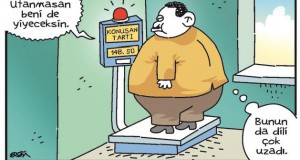 Utanmasan
beni de
yiyeceksin.
KONUŞAN
TARTI
148.50
Bunun
da dili
çok
uzadı.